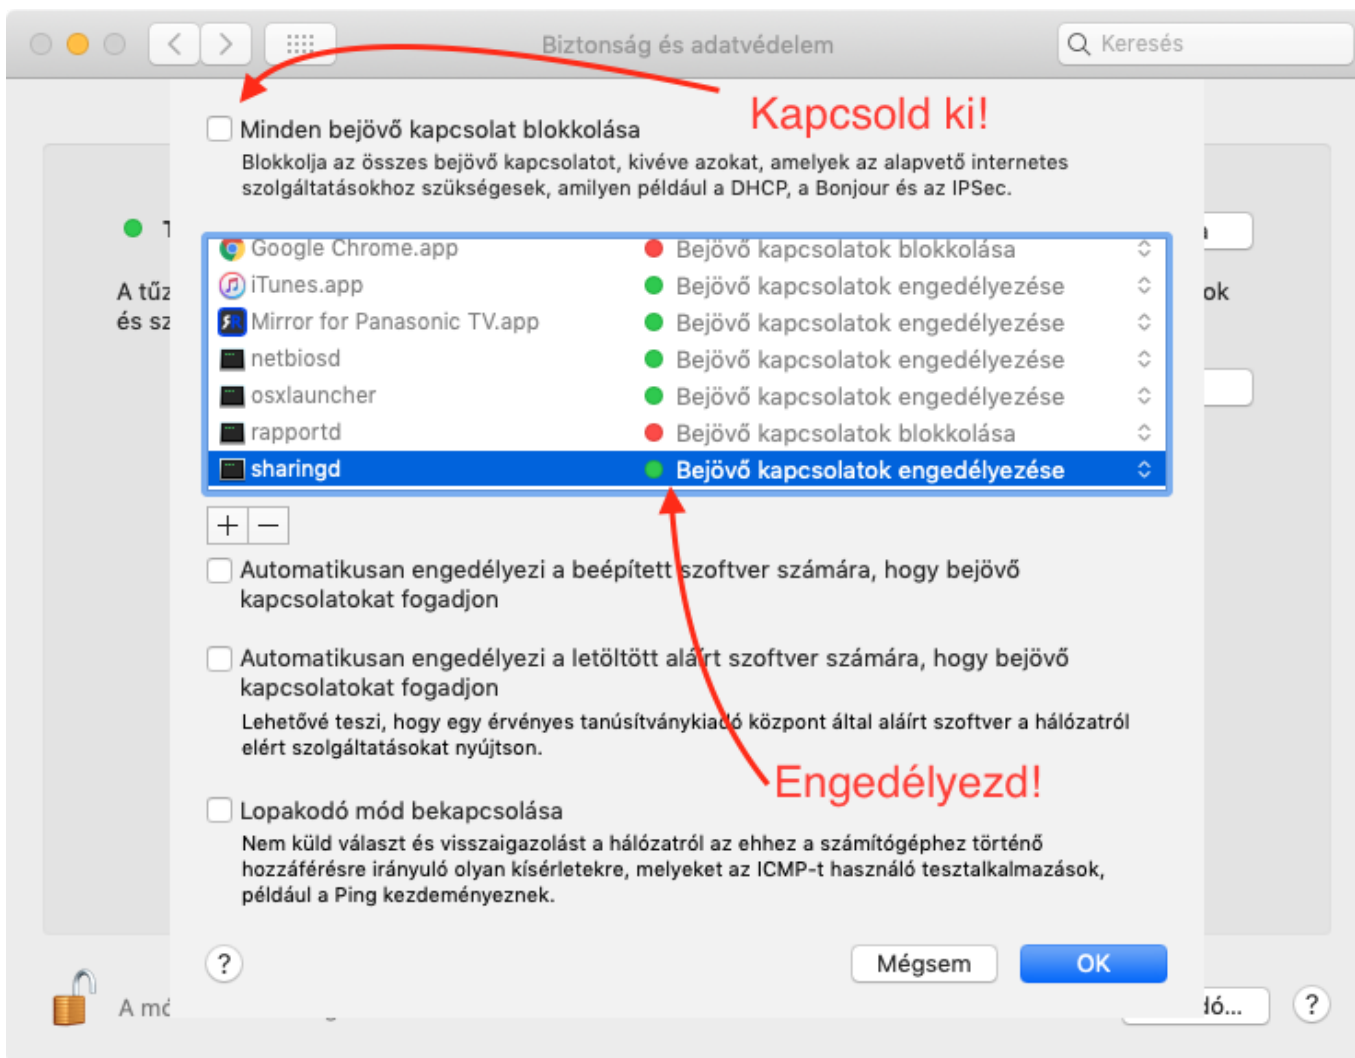 Biztonság és adatvédelem
Keresés
Kapcsold ki!
Minden bejövő kapcsolat blokkolása
Blokkolja az összes bejövő kapcsolatot, kivéve azokat, amelyek az alapvető internetes
szolgáltatásokhoz szükségesek, amilyen például a DHCP, a Bonjour és az IPSec.
A tűz
és sz
ok
Google Chrome.app Bejövő kapcsolatok blokkolása
iTunes.app Bejövő kapcsolatok engedélyezése
Mirror for Panasonic TV.app Bejövő kapcsolatok engedélyezése
netbiosd Bejövő kapcsolatok engedélyezése
osxlauncher Bejövő kapcsolatok engedélyezése
rapportd Bejövő kapcsolatok blokkolása
sharingd Bejövő kapcsolatok engedélyezése
+ −
Automatikusan engedélyezi a beépített szoftver számára, hogy bejövő
kapcsolatokat fogadjon
Automatikusan engedélyezi a letöltött aláírt szoftver számára, hogy bejövő
kapcsolatokat fogadjon
Lehetővé teszi, hogy egy érvényes tanúsítványkiadó központ által aláírt szoftver a hálózatról
elért szolgáltatásokat nyújtson.
Engedélyezd!
Lopakodó mód bekapcsolása
Nem küld választ és visszaigazolást a hálózatról az ehhez a számítógéphez történő
hozzáférésre irányuló olyan kísérletekre, melyeket az ICMP-t használó tesztalkalmazások,
például a Ping kezdeményeznek.
?
Mégsem
OK
A mó
dó...
?